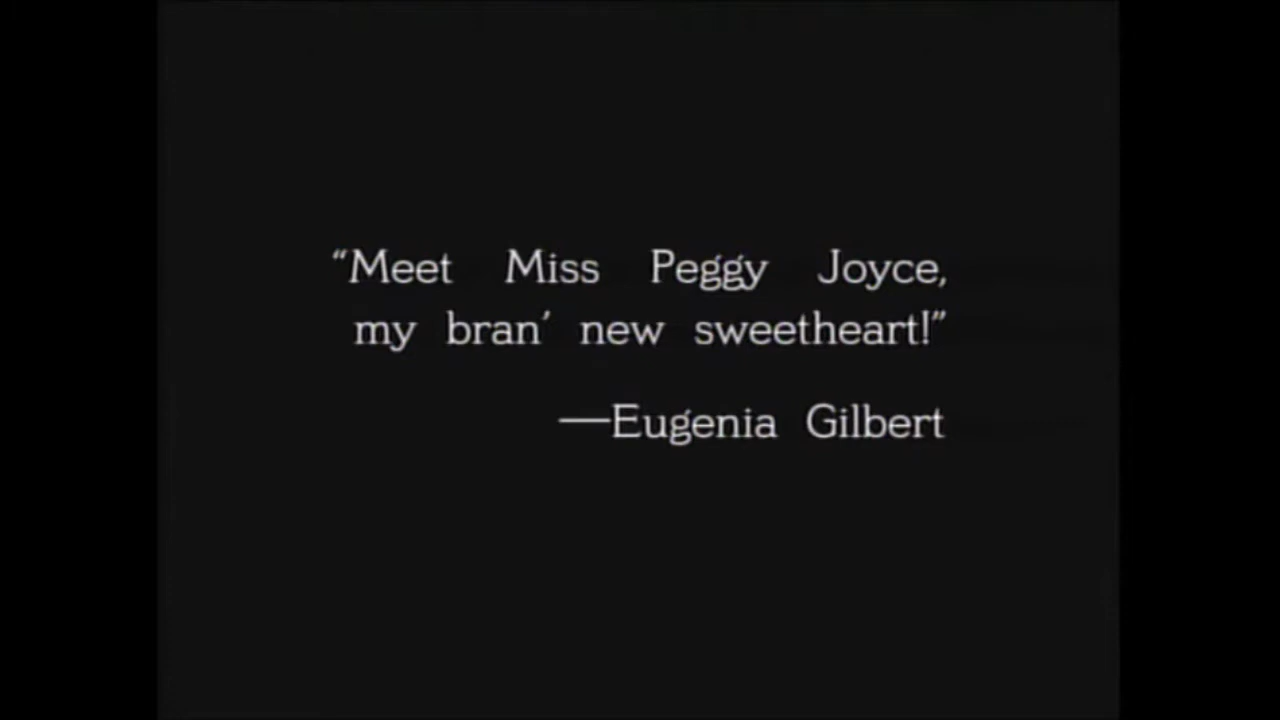 “Meet Miss Peggy Joyce,
my bran’ new sweetheart!”
—Eugenia Gilbert